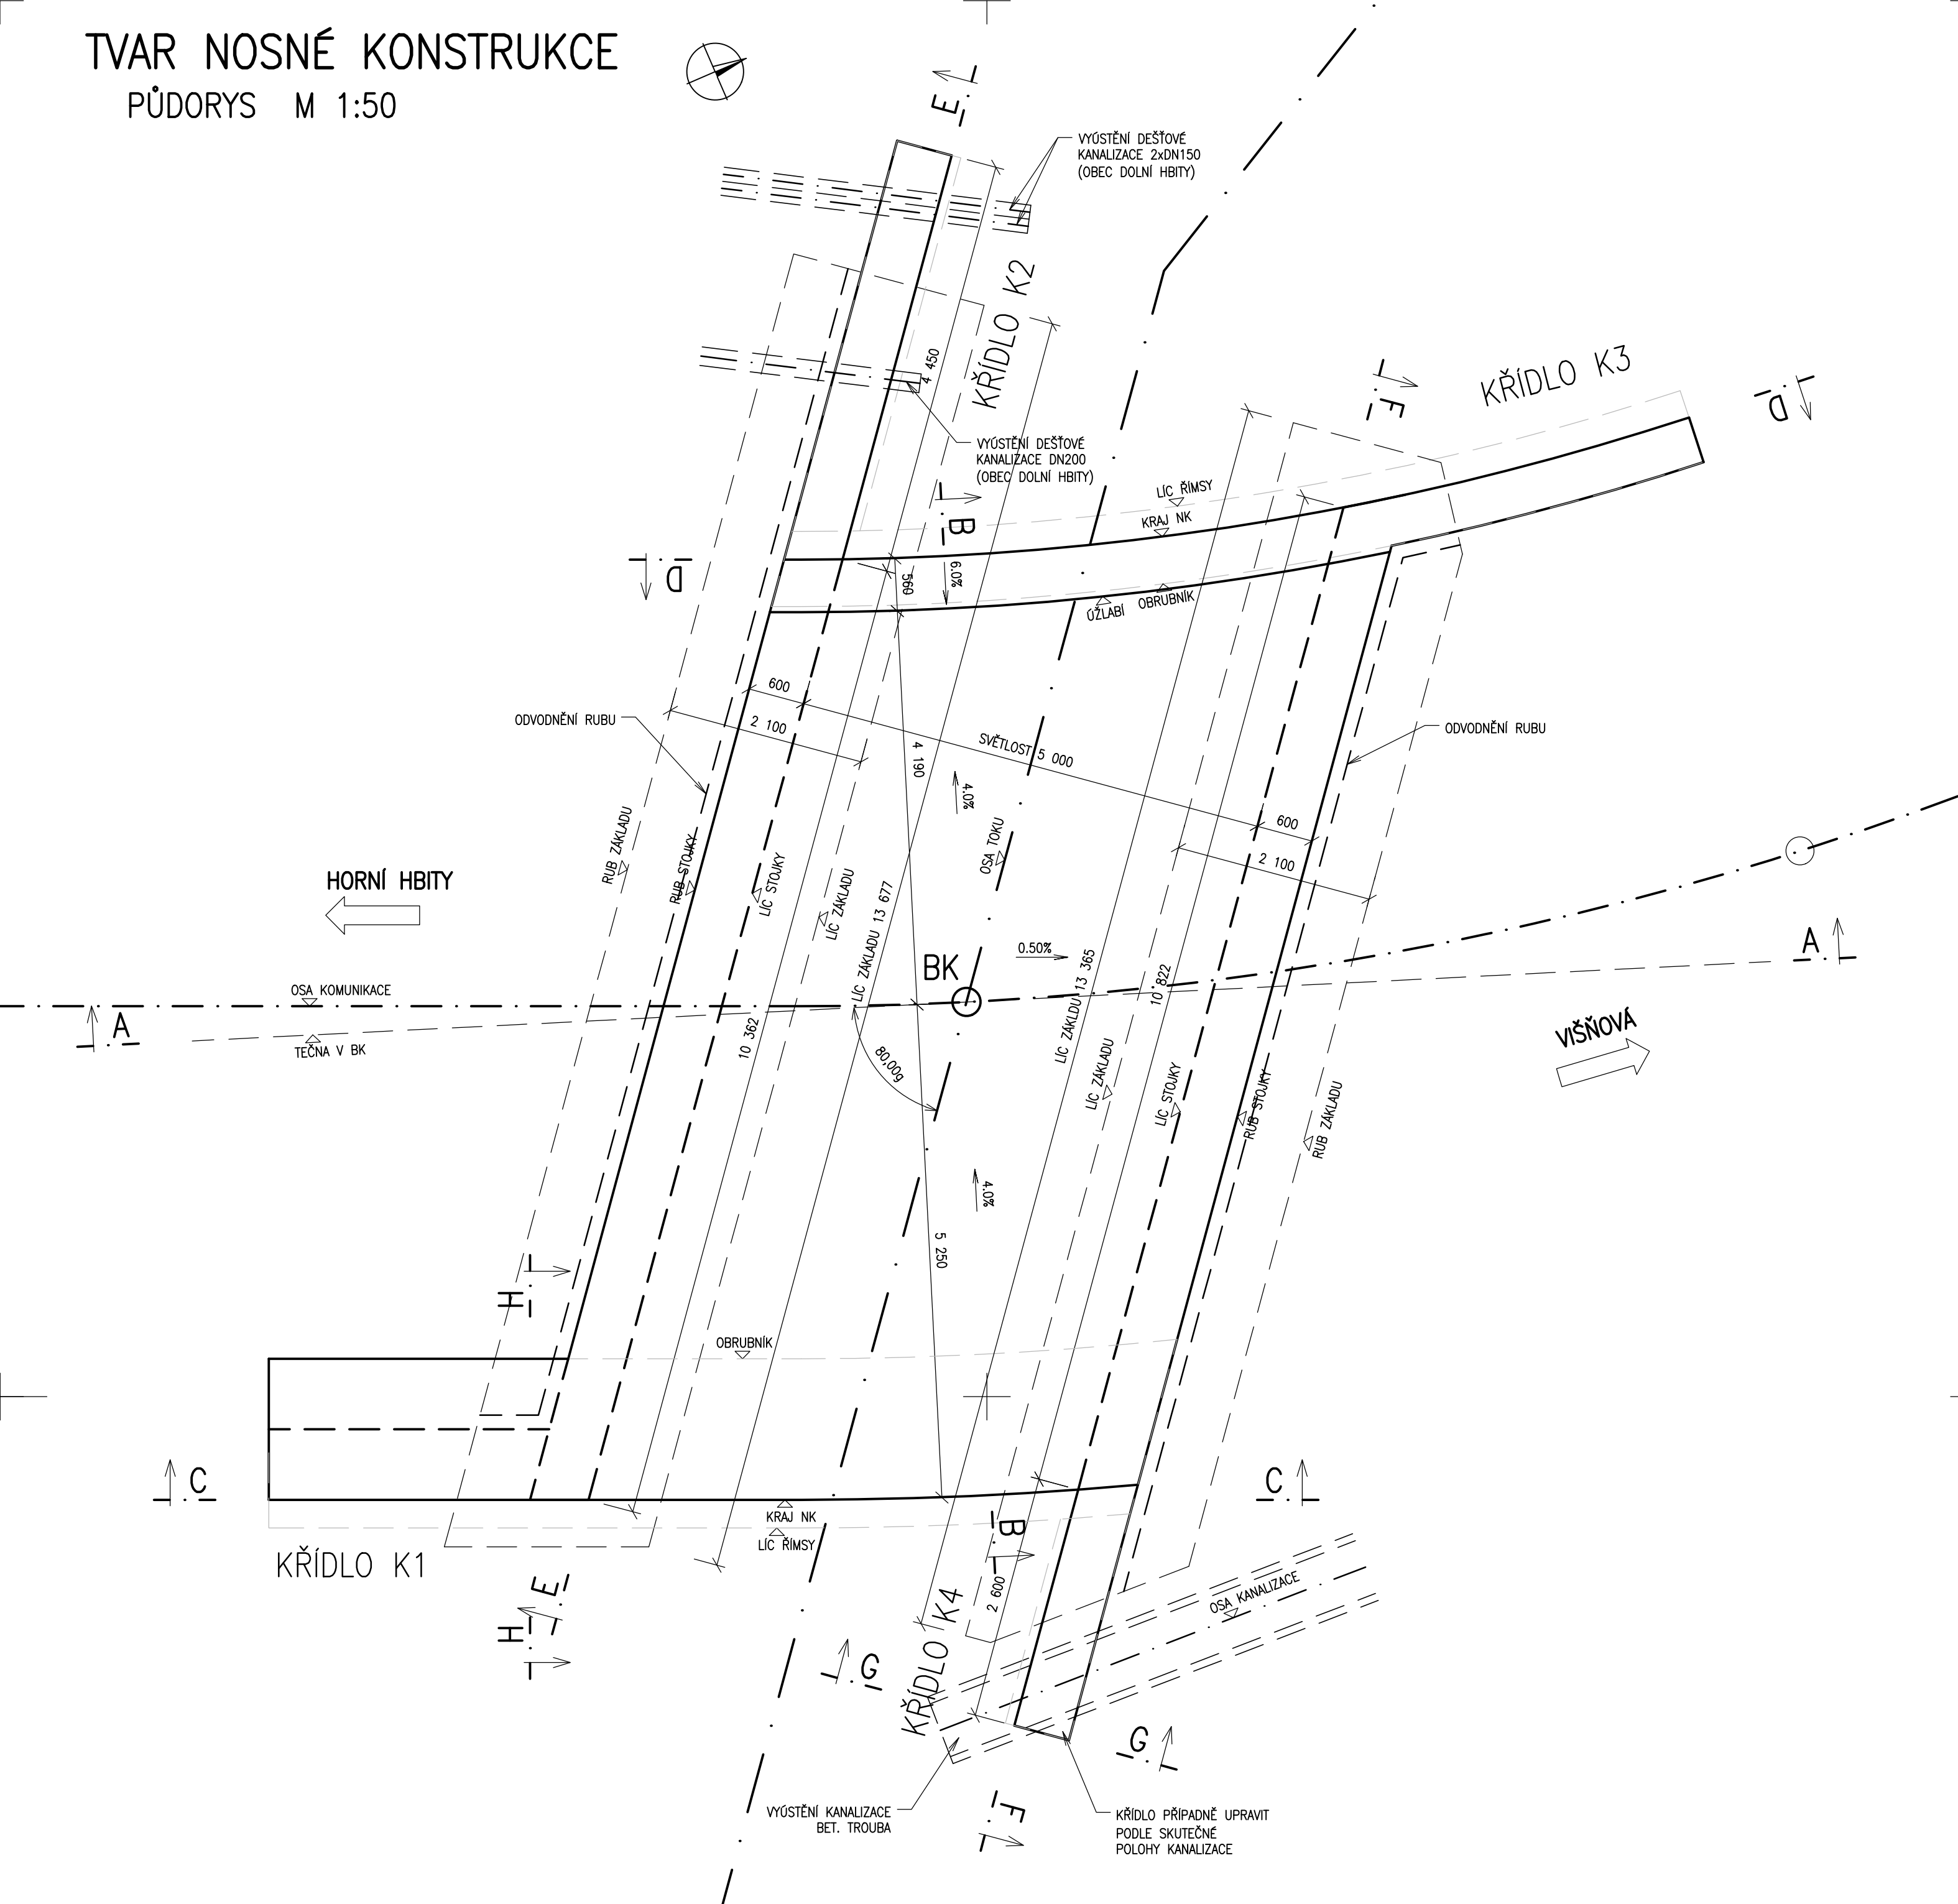 TVAR NOSNÉ KONSTRUKCE
PŮDORYS M 1:50
E
VYÚSTĚNÍ DEŠŤOVÉ
KANALIZACE 2xDN150
(OBEC DOLNÍ HBITY)
KŘÍDLO K2
4 450
VYÚSTĚNÍ DEŠŤOVÉ
KANALIZACE DN200
(OBEC DOLNÍ HBITY)
F
KŘÍDLO K3
D
LÍC ŘÍMSY
KRAJ NK
B
D
560
6.0%
ÚŽLABÍ
OBRUBNÍK
600
2 100
ODVODNĚNÍ RUBU
SVĚTLOST 5 000
4 190
4.0%
ODVODNĚNÍ RUBU
600
2 100
RUB ZÁKLADU
RUB STOJKY
LÍC STOJKY
LÍC ZÁKLADU
LÍC ZÁKLADU 13 677
OSA TOKU
HORNÍ HBITY
BK
0.50%
A
OSA KOMUNIKACE
A
TEČNA V BK
10 362
80,00g
LÍC ZÁKLDU 13 365
10 822
LÍC ZÁKLADU
LÍC STOJKY
RUB STOJKY
RUB ZÁKLADU
VIŠŇOVÁ
4.0%
5 250
H
OBRUBNÍK
C
C
KRAJ NK
LÍC ŘÍMSY
B
KŘÍDLO K1
E
H
2 600
KŘÍDLO K4
OSA KANALIZACE
G
G
VYÚSTĚNÍ KANALIZACE
BET. TROUBA
F
KŘÍDLO PŘÍPADNĚ UPRAVIT
PODLE SKUTEČNÉ
POLOHY KANALIZACE